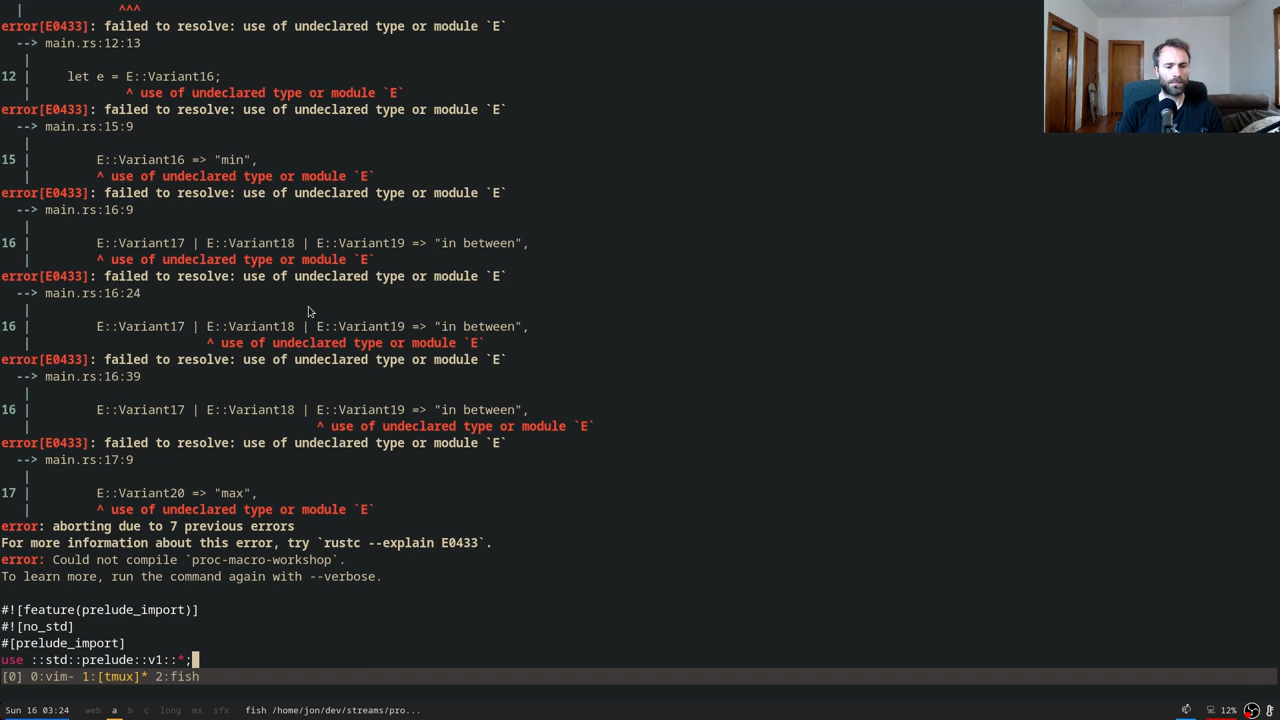 |            ^^^
error[E0433]: failed to resolve: use of undeclared type or module `E`
  --> main.rs:12:13
   |
12 |     let e = E::Variant16;
   |             ^ use of undeclared type or module `E`
error[E0433]: failed to resolve: use of undeclared type or module `E`
  --> main.rs:15:9
   |
15 |         E::Variant16 => "min",
   |         ^ use of undeclared type or module `E`
error[E0433]: failed to resolve: use of undeclared type or module `E`
  --> main.rs:16:9
   |
16 |         E::Variant17 | E::Variant18 | E::Variant19 => "in between",
   |         ^ use of undeclared type or module `E`
error[E0433]: failed to resolve: use of undeclared type or module `E`
  --> main.rs:16:24
   |
16 |         E::Variant17 | E::Variant18 | E::Variant19 => "in between",
   |                        ^ use of undeclared type or module `E`
error[E0433]: failed to resolve: use of undeclared type or module `E`
  --> main.rs:16:39
   |
16 |         E::Variant17 | E::Variant18 | E::Variant19 => "in between",
   |                                       ^ use of undeclared type or module `E`
error[E0433]: failed to resolve: use of undeclared type or module `E`
  --> main.rs:17:9
   |
17 |         E::Variant20 => "max",
   |         ^ use of undeclared type or module `E`
error: aborting due to 7 previous errors
For more information about this error, try `rustc --explain E0433`.
error: Could not compile `proc-macro-workshop`.
To learn more, run the command again with --verbose.
#![feature(prelude_import)]
#![no_std]
#[prelude_import]
use ::std::prelude::v1::*;
[0] 0:vim- 1:[tmux]* 2:fish
Sun 16 03:24 web a b c long mx sfx fish /home/jon/dev/streams/pro... 12%